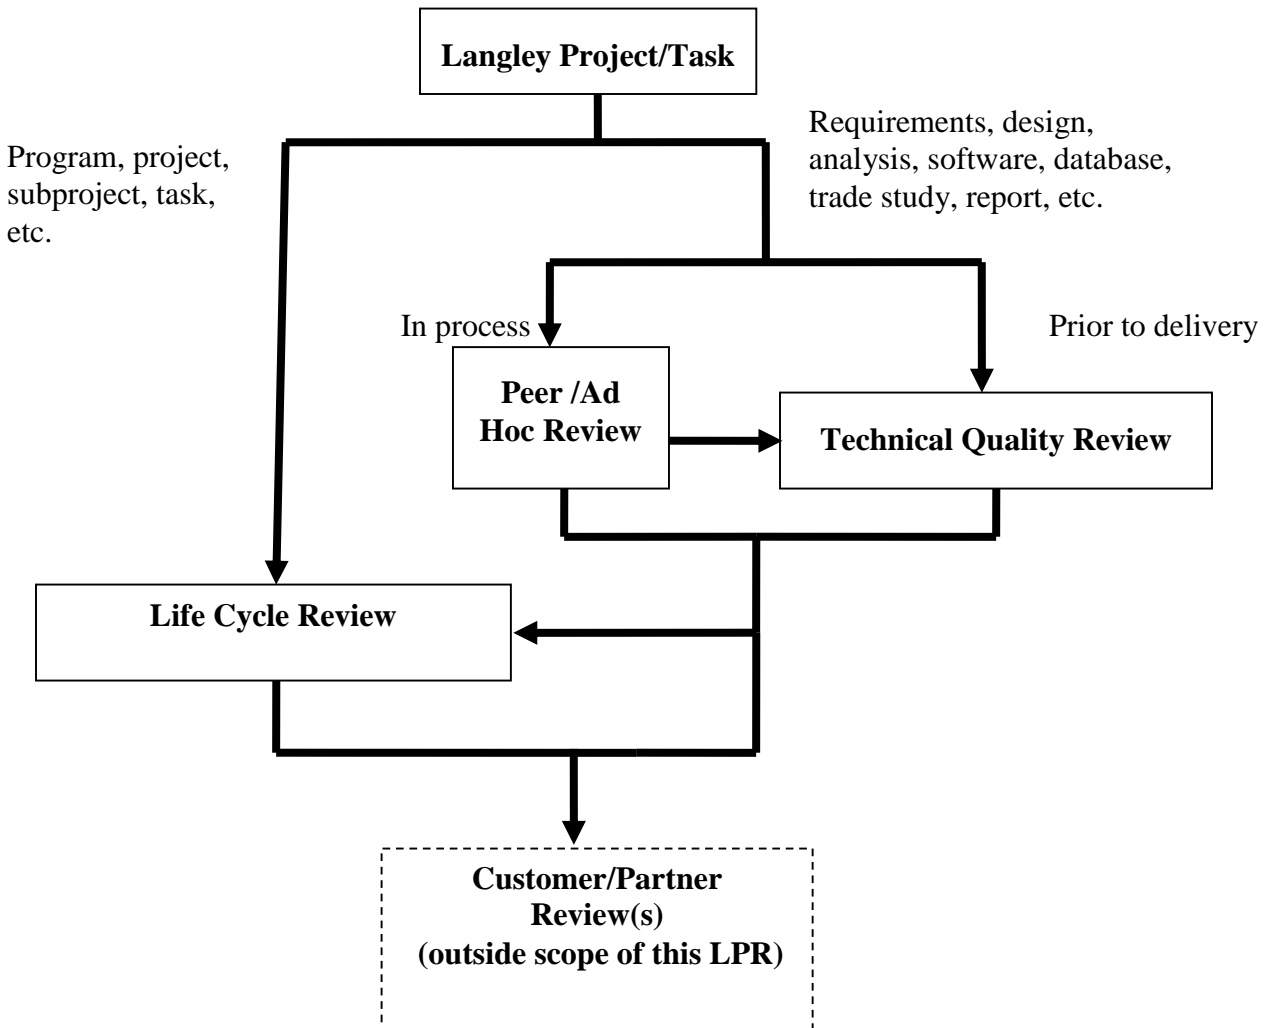 Langley Project/Task
Program, project,
subproject, task,
etc.
Requirements, design,
analysis, software, database,
trade study, report, etc.
In process
Prior to delivery
Peer /Ad
Hoc Review
Technical Quality Review
Life Cycle Review
Customer/Partner
Review(s)
(outside scope of this LPR)